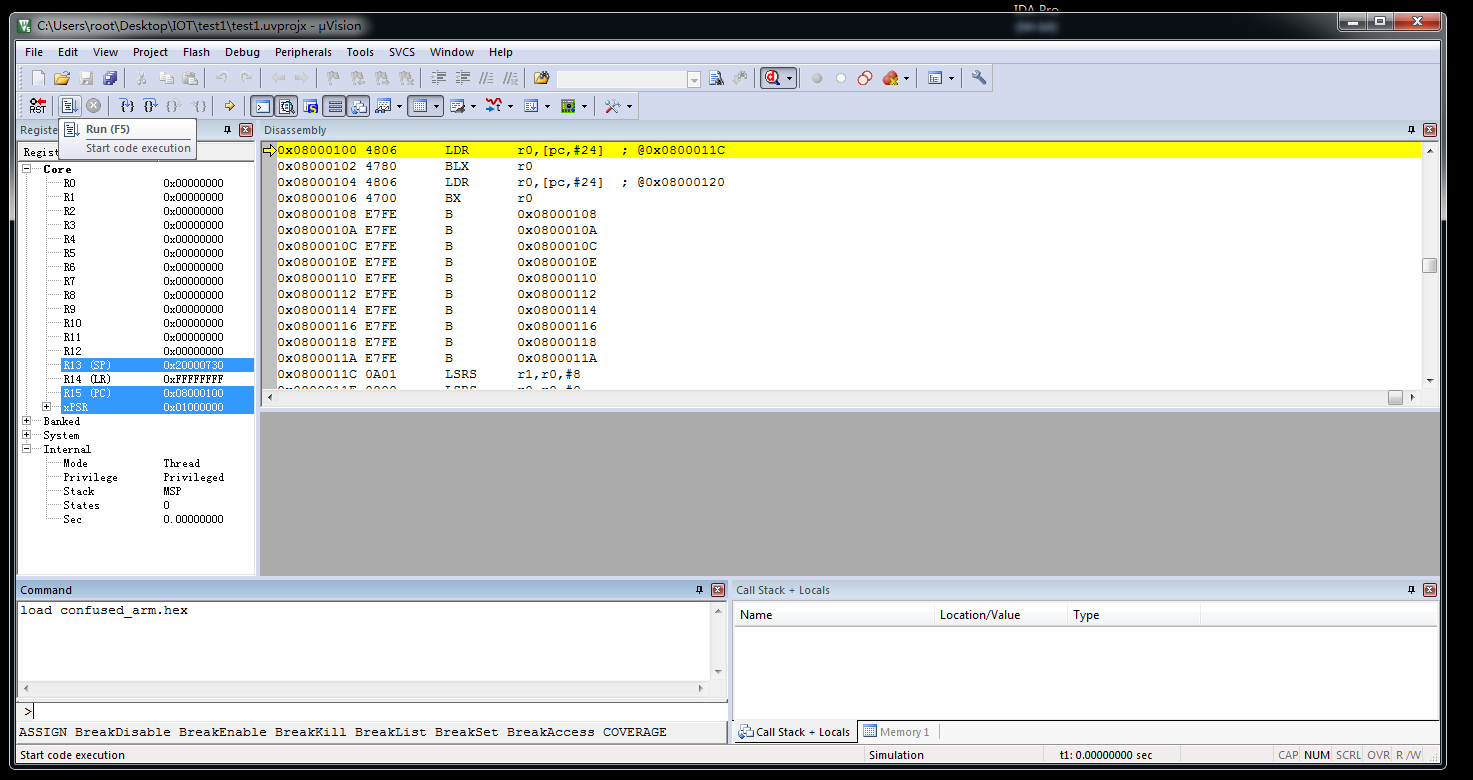 IDA Pro
C:\Users\root\Desktop\IOT\test1\test1.uvprojx - µVision
File Edit View Project Flash Debug Peripherals Tools SVCS Window Help
RST
Run (F5)
Start code execution
Registe
Regist
Core
R0 0x00000000
R1 0x00000000
R2 0x00000000
R3 0x00000000
R4 0x00000000
R5 0x00000000
R6 0x00000000
R7 0x00000000
R8 0x00000000
R9 0x00000000
R10 0x00000000
R11 0x00000000
R12 0x00000000
R13 (SP) 0x20000730
R14 (LR) 0xFFFFFFFF
R15 (PC) 0x08000100
xPSR 0x01000000
Banked
System
Internal
Mode Thread
Privilege Privileged
Stack MSP
States 0
Sec 0.00000000
Disassembly
0x08000100 4806 LDR r0,[pc,#24] ; @0x0800011C
0x08000102 4780 BLX r0
0x08000104 4806 LDR r0,[pc,#24] ; @0x08000120
0x08000106 4700 BX r0
0x08000108 E7FE B 0x08000108
0x0800010A E7FE B 0x0800010A
0x0800010C E7FE B 0x0800010C
0x0800010E E7FE B 0x0800010E
0x08000110 E7FE B 0x08000110
0x08000112 E7FE B 0x08000112
0x08000114 E7FE B 0x08000114
0x08000116 E7FE B 0x08000116
0x08000118 E7FE B 0x08000118
0x0800011A E7FE B 0x0800011A
0x0800011C 0A01 LSRS r1,r0,#8
Command
load confused_arm.hex
>
ASSIGN BreakDisable BreakEnable BreakKill BreakList BreakSet BreakAccess COVERAGE
Call Stack + Locals
Name Location/Value Type
Call Stack + Locals Memory 1
Start code execution Simulation t1: 0.00000000 sec CAP NUM SCRL OVR R /W